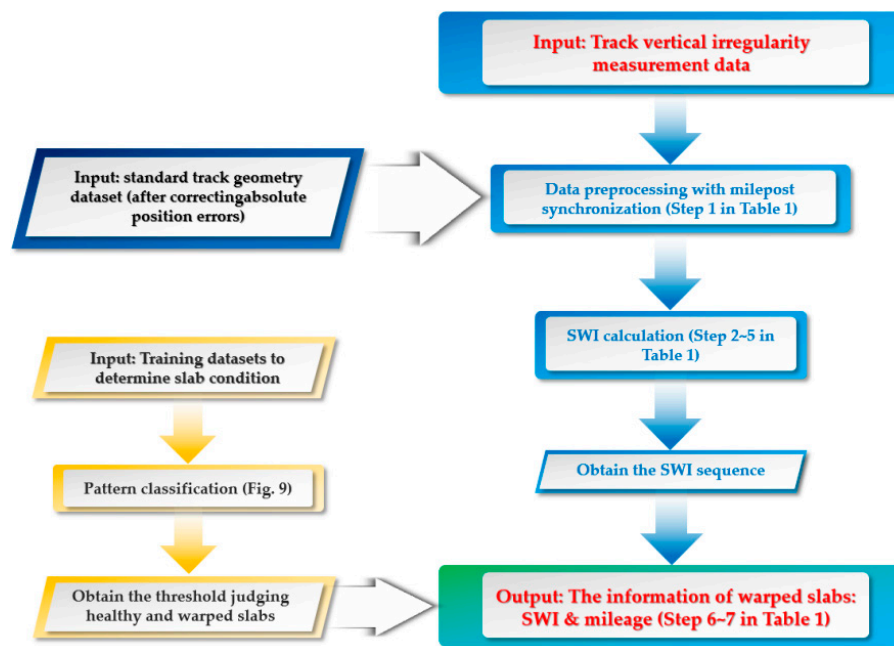 Input: Track vertical irregularity
measurement data
Input: standard track geometry
dataset (after correctingabsolute
position errors)
Data preprocessing with milepost
synchronization (Step 1 in Table 1)
SWI calculation (Step 2~5 in
Table 1)
Input: Training datasets to
determine slab condition
Obtain the SWI sequence
Pattern classification (Fig. 9)
Obtain the threshold judging
healthy and warped slabs
Output: The information of warped slabs:
SWI & mileage (Step 6~7 in Table 1)